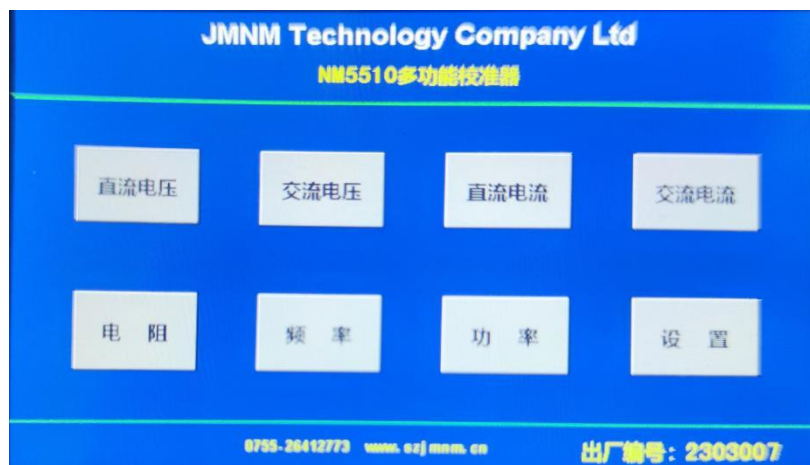 JMNM Technology Company Ltd
NM5510多功能校准器
直流电压 交流电压 直流电流 交流电流
电 阻 频 率 功 率 设 置
0755-26412773 www.szjmnm.cn 出厂编号：2303007